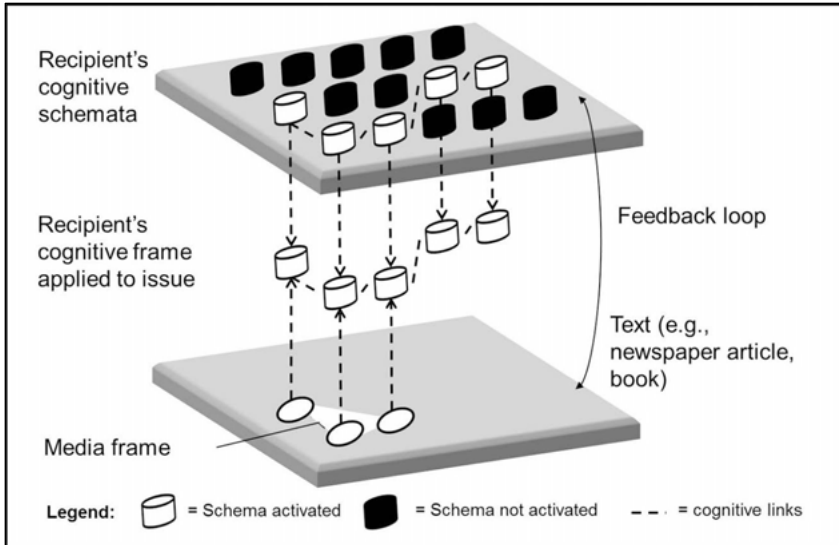 Recipient's
cognitive
schemata
Recipient's
cognitive frame
applied to issue
Feedback loop
Text (e.g.,
newspaper article,
book)
Media frame
Legend: = Schema activated = Schema not activated = cognitive links